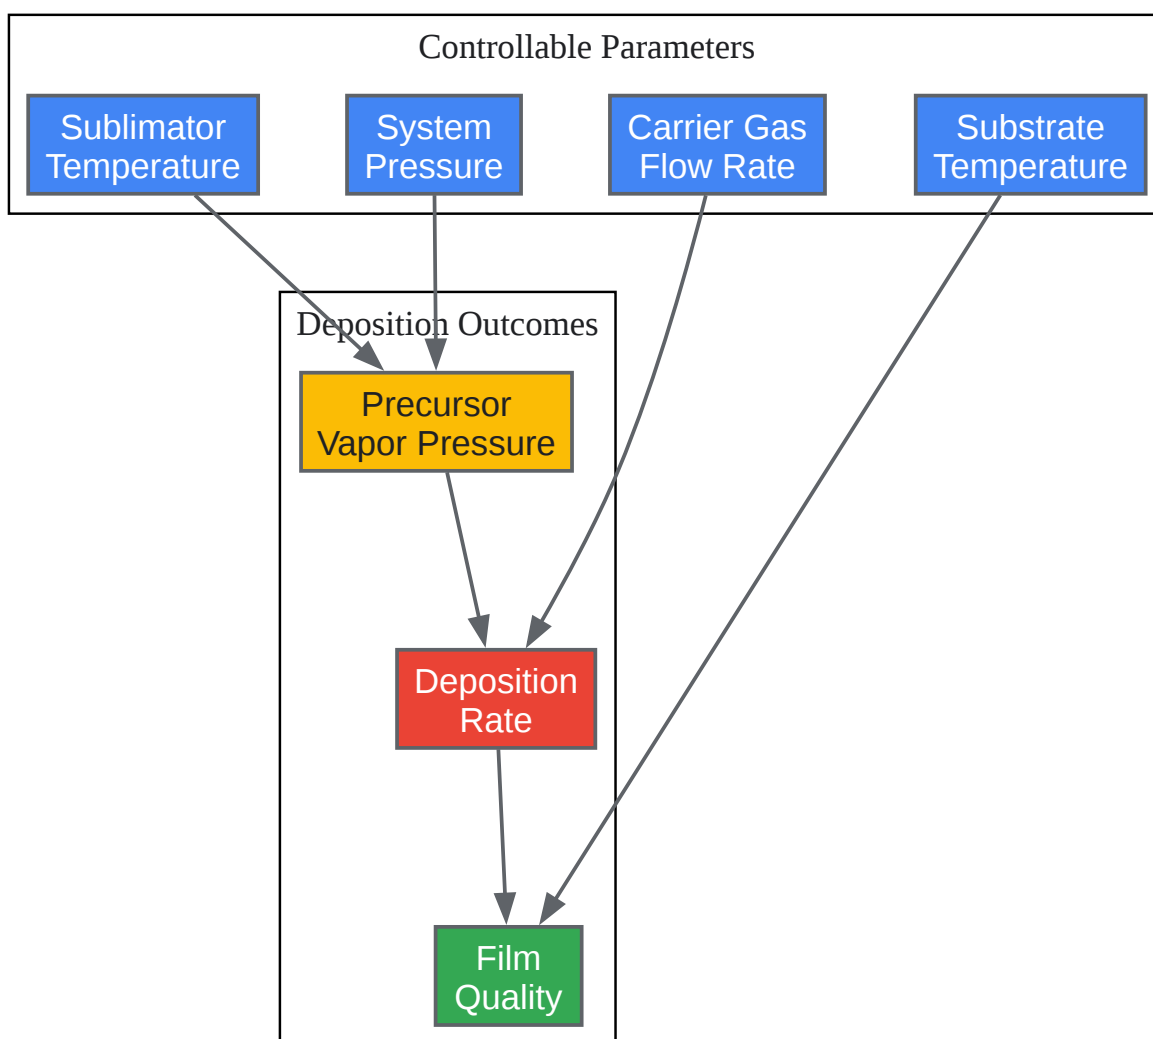 Controllable Parameters
Sublimator
Temperature
System
Pressure
Carrier Gas
Flow Rate
Substrate
Temperature
Deposition Outcomes
Precursor
Vapor Pressure
Deposition
Rate
Film
Quality